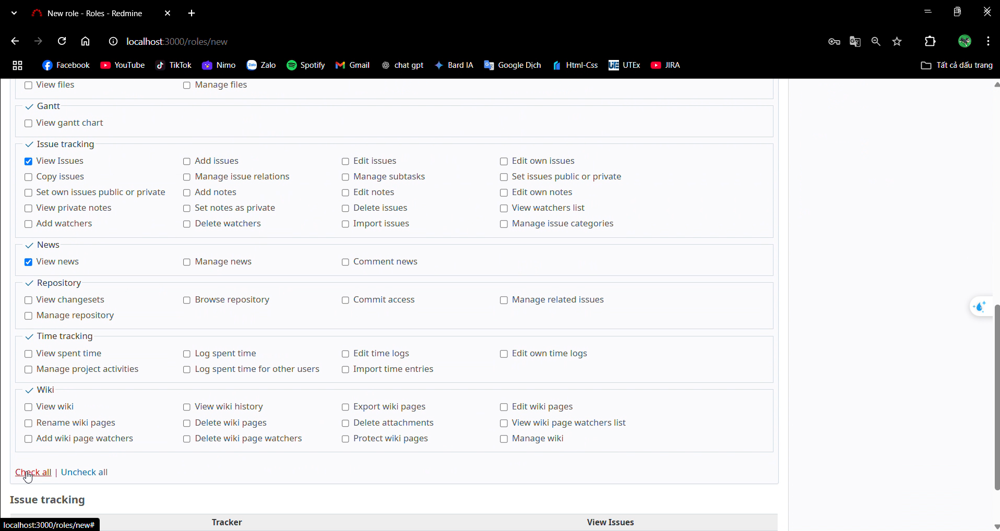 New role - Roles - Redmine
localhost:3000/roles/new
Facebook YouTube TikTok Nimo Zalo Spotify Gmail chat gpt Bard IA Google Dịch Html-Css UTEx JIRA Tất cả dấu trang
View files Manage files
Gantt
View gantt chart
Issue tracking
View Issues Add issues Edit issues Edit own issues
Copy issues Manage issue relations Manage subtasks Set issues public or private
Set own issues public or private Add notes Edit notes Edit own notes
View private notes Set notes as private Delete issues View watchers list
Add watchers Delete watchers Import issues Manage issue categories
News
View news Manage news Comment news
Repository
View changesets Browse repository Commit access Manage related issues
Manage repository
Time tracking
View spent time Log spent time Edit time logs Edit own time logs
Manage project activities Log spent time for other users Import time entries
Wiki
View wiki View wiki history Export wiki pages Edit wiki pages
Rename wiki pages Delete wiki pages Delete attachments View wiki page watchers list
Add wiki page watchers Delete wiki page watchers Protect wiki pages Manage wiki
Check all | Uncheck all
Issue tracking
Tracker View Issues
localhost:3000/roles/new#